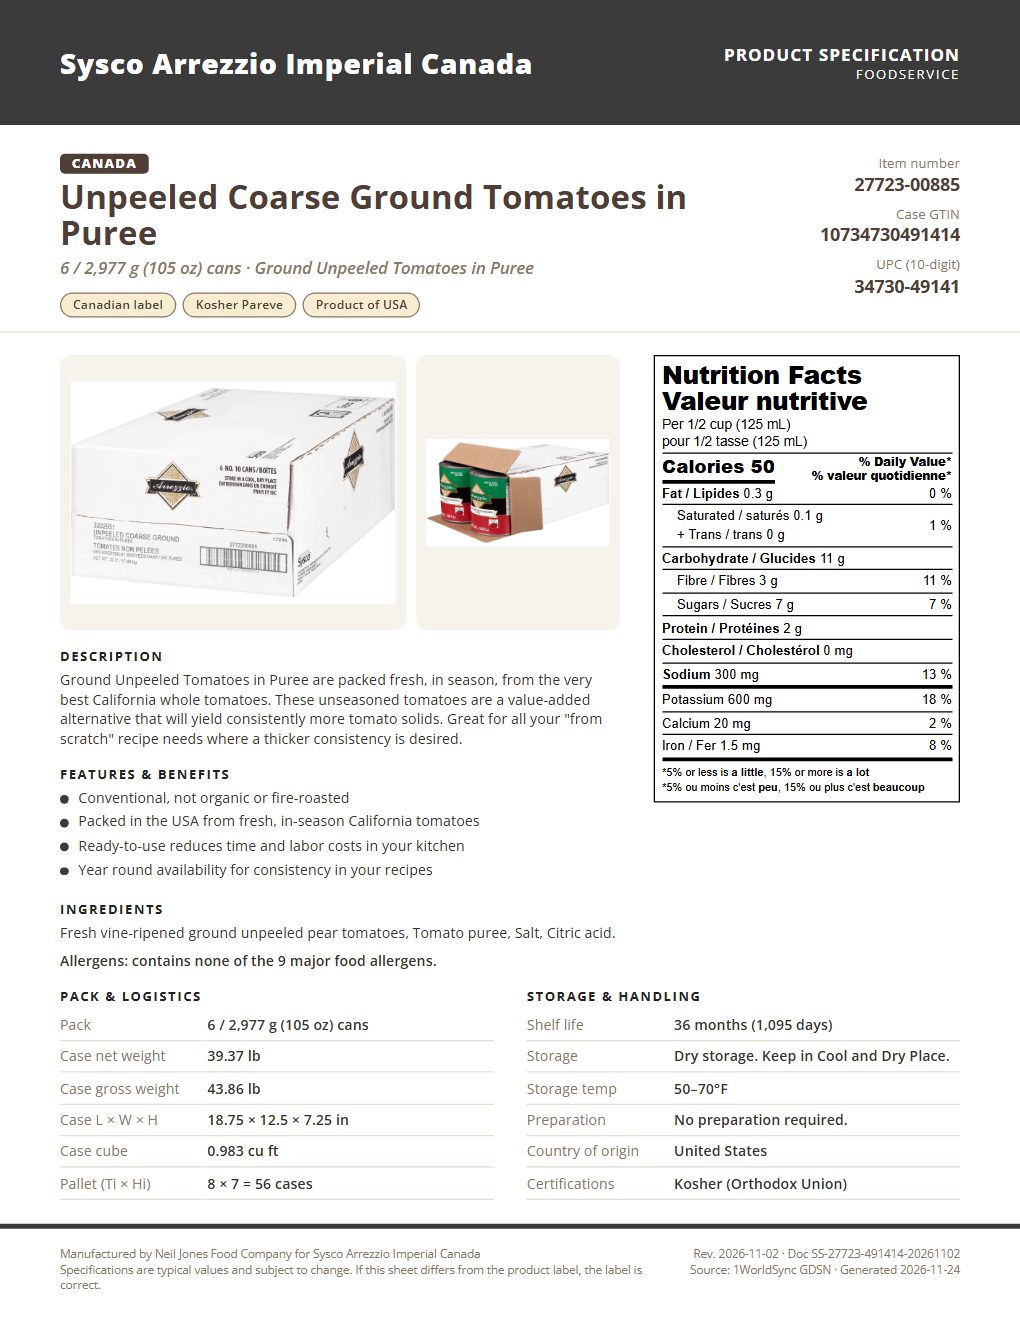 Sysco Arrezzio Imperial Canada
PRODUCT SPECIFICATION
FOODSERVICE
CANADA
Unpeeled Coarse Ground Tomatoes in
Puree
6 / 2,977 g (105 oz) cans · Ground Unpeeled Tomatoes in Puree
Canadian label
Kosher Pareve
Product of USA
Item number
27723-00885
Case GTIN
10734730491414
UPC (10-digit)
34730-49141
Arrezzio
6 NO. 10 CANS/BOÎTES
STORE IN A COOL, DRY PLACE
ENTREPOSER DANS UN ENDROIT
FRAIS ET SEC
3202951
UNPEELED COARSE GROUND
TOMATOES IN PUREE
TOMATES NON PELÉES
Sysco
Nutrition Facts
Valeur nutritive
Per 1/2 cup (125 mL)
pour 1/2 tasse (125 mL)
Calories 50
% Daily Value*
% valeur quotidienne*
Fat / Lipides 0.3 g 0 %
Saturated / saturés 0.1 g
+ Trans / trans 0 g
1 %
Carbohydrate / Glucides 11 g
Fibre / Fibres 3 g 11 %
Sugars / Sucres 7 g 7 %
Protein / Protéines 2 g
Cholesterol / Cholestérol 0 mg
Sodium 300 mg 13 %
Potassium 600 mg 18 %
Calcium 20 mg 2 %
Iron / Fer 1.5 mg 8 %
*5% or less is a little, 15% or more is a lot
*5% ou moins c'est peu, 15% ou plus c'est beaucoup
DESCRIPTION
Ground Unpeeled Tomatoes in Puree are packed fresh, in season, from the very
best California whole tomatoes. These unseasoned tomatoes are a value-added
alternative that will yield consistently more tomato solids. Great for all your "from
scratch" recipe needs where a thicker consistency is desired.
FEATURES & BENEFITS
Conventional, not organic or fire-roasted
Packed in the USA from fresh, in-season California tomatoes
Ready-to-use reduces time and labor costs in your kitchen
Year round availability for consistency in your recipes
INGREDIENTS
Fresh vine-ripened ground unpeeled pear tomatoes, Tomato puree, Salt, Citric acid.
Allergens: contains none of the 9 major food allergens.
PACK & LOGISTICS
Pack 6 / 2,977 g (105 oz) cans
Case net weight 39.37 lb
Case gross weight 43.86 lb
Case L × W × H 18.75 × 12.5 × 7.25 in
Case cube 0.983 cu ft
Pallet (Ti × Hi) 8 × 7 = 56 cases
STORAGE & HANDLING
Shelf life 36 months (1,095 days)
Storage Dry storage. Keep in Cool and Dry Place.
Storage temp 50–70°F
Preparation No preparation required.
Country of origin United States
Certifications Kosher (Orthodox Union)
Manufactured by Neil Jones Food Company for Sysco Arrezzio Imperial Canada
Specifications are typical values and subject to change. If this sheet differs from the product label, the label is
correct.
Rev. 2026-11-02 · Doc SS-27723-491414-20261102
Source: 1WorldSync GDSN · Generated 2026-11-24